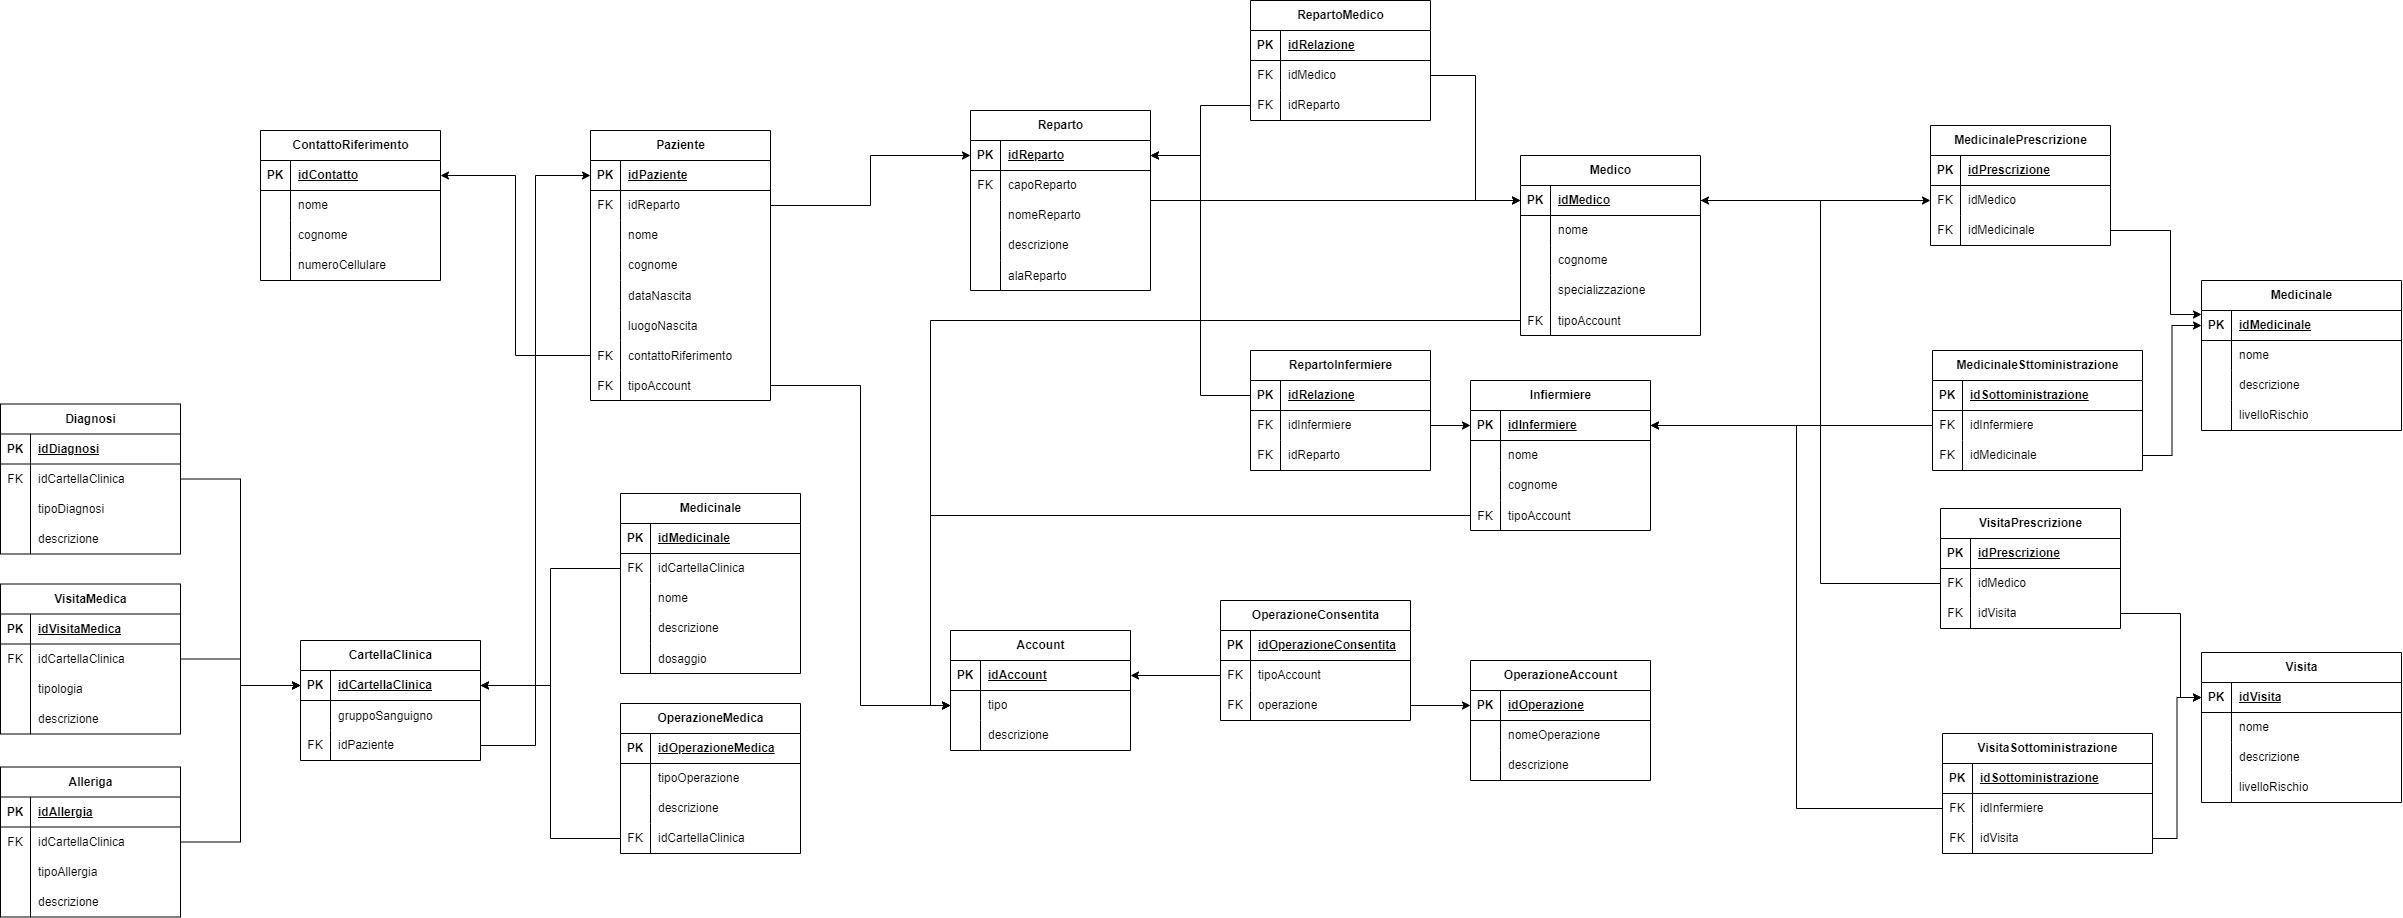 RepartoMedico
PK idRelazione
FK idMedico
FK idReparto
ContattoRiferimento
PK idContatto
nome
cognome
numeroCellulare
Paziente
PK idPaziente
FK idReparto
nome
cognome
dataNascita
luogoNascita
FK contattoRiferimento
FK tipoAccount
Reparto
PK idReparto
FK capoReparto
nomeReparto
descrizione
alaReparto
Medico
PK idMedico
nome
cognome
specializzazione
FK tipoAccount
MedicinalePrescrizione
PK idPrescrizione
FK idMedico
FK idMedicinale
Medicinale
PK idMedicinale
nome
descrizione
livelloRischio
RepartoInfermiere
PK idRelazione
FK idInfermiere
FK idReparto
Infiermiere
PK idInfermiere
nome
cognome
FK tipoAccount
MedicinaleSttoministrazione
PK idSottoministrazione
FK idInfermiere
FK idMedicinale
Diagnosi
PK idDiagnosi
FK idCartellaClinica
tipoDiagnosi
descrizione
Medicinale
PK idMedicinale
FK idCartellaClinica
nome
descrizione
dosaggio
VisitaPrescrizione
PK idPrescrizione
FK idMedico
FK idVisita
VisitaMedica
PK idVisitaMedica
FK idCartellaClinica
tipologia
descrizione
CartellaClinica
PK idCartellaClinica
gruppoSanguigno
FK idPaziente
Account
PK idAccount
tipo
descrizione
OperazioneConsentita
PK idOperazioneConsentita
FK tipoAccount
FK operazione
OperazioneAccount
PK idOperazione
nomeOperazione
descrizione
Visita
PK idVisita
nome
descrizione
livelloRischio
OperazioneMedica
PK idOperazioneMedica
tipoOperazione
descrizione
FK idCartellaClinica
VisitaSottoministrazione
PK idSottoministrazione
FK idInfermiere
FK idVisita
Alleriga
PK idAllergia
FK idCartellaClinica
tipoAllergia
descrizione